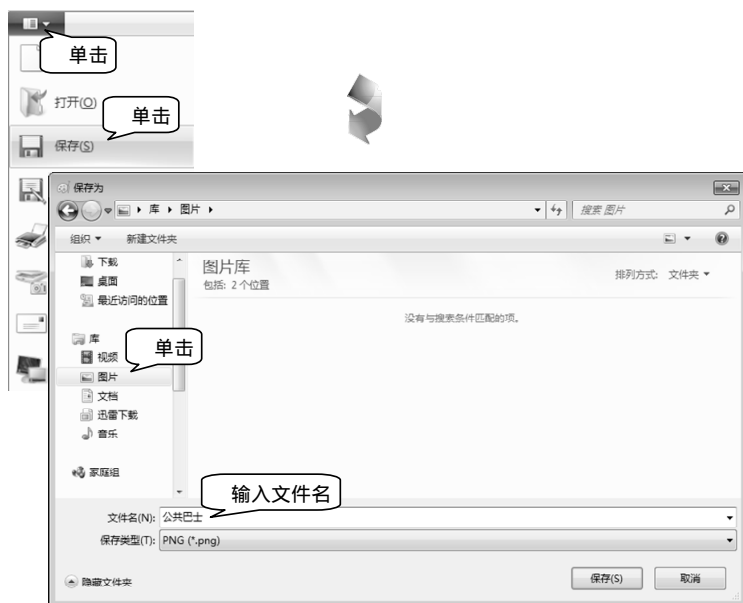 单击
打开(O)
单击
保存(S)
保存为
库 图片
搜索 图片
组织
新建文件夹
下载
桌面
最近访问的位置
库
视频
单击
图片
文档
迅雷下载
音乐
家庭组
图片库
包括: 2 个位置
排列方式: 文件夹
没有与搜索条件匹配的项。
输入文件名
文件名(N): 公共巴士
保存类型(T): PNG (*.png)
隐藏文件夹
保存(S)
取消